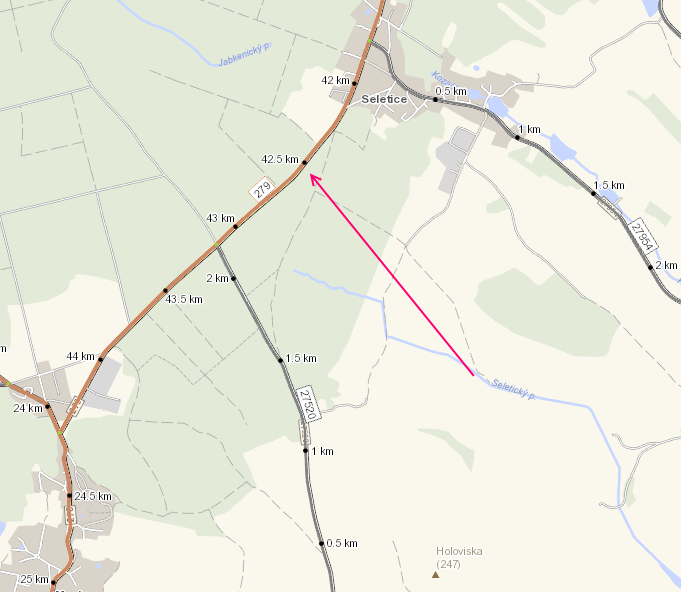 Jabkenický p.
42 km
Seletice
0.5 km
1 km
42.5 km
279
1.5 km
43 km
27954
2 km
2 km
43.5 km
44 km
1.5 km
Seletický p.
24 km
27520
1 km
24.5 km
0.5 km
Holoviska
(247)
25 km